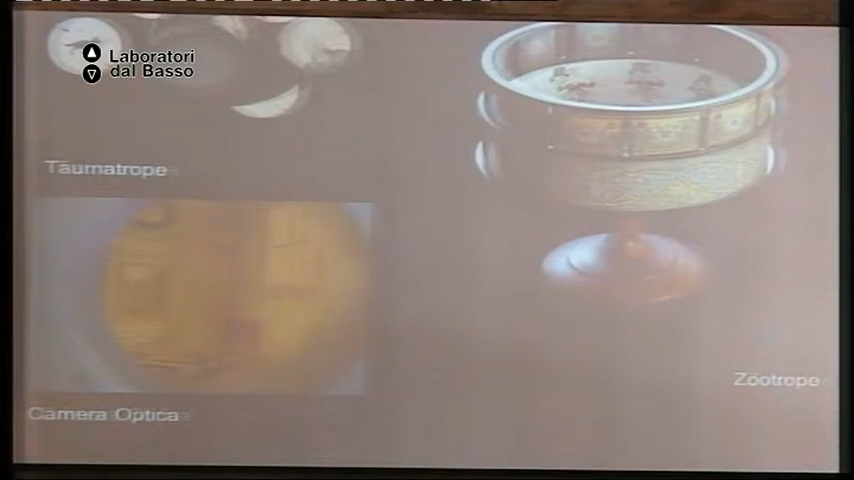 Laboratori
dal Basso
Taumatrope
Camera Optica
Zootrope